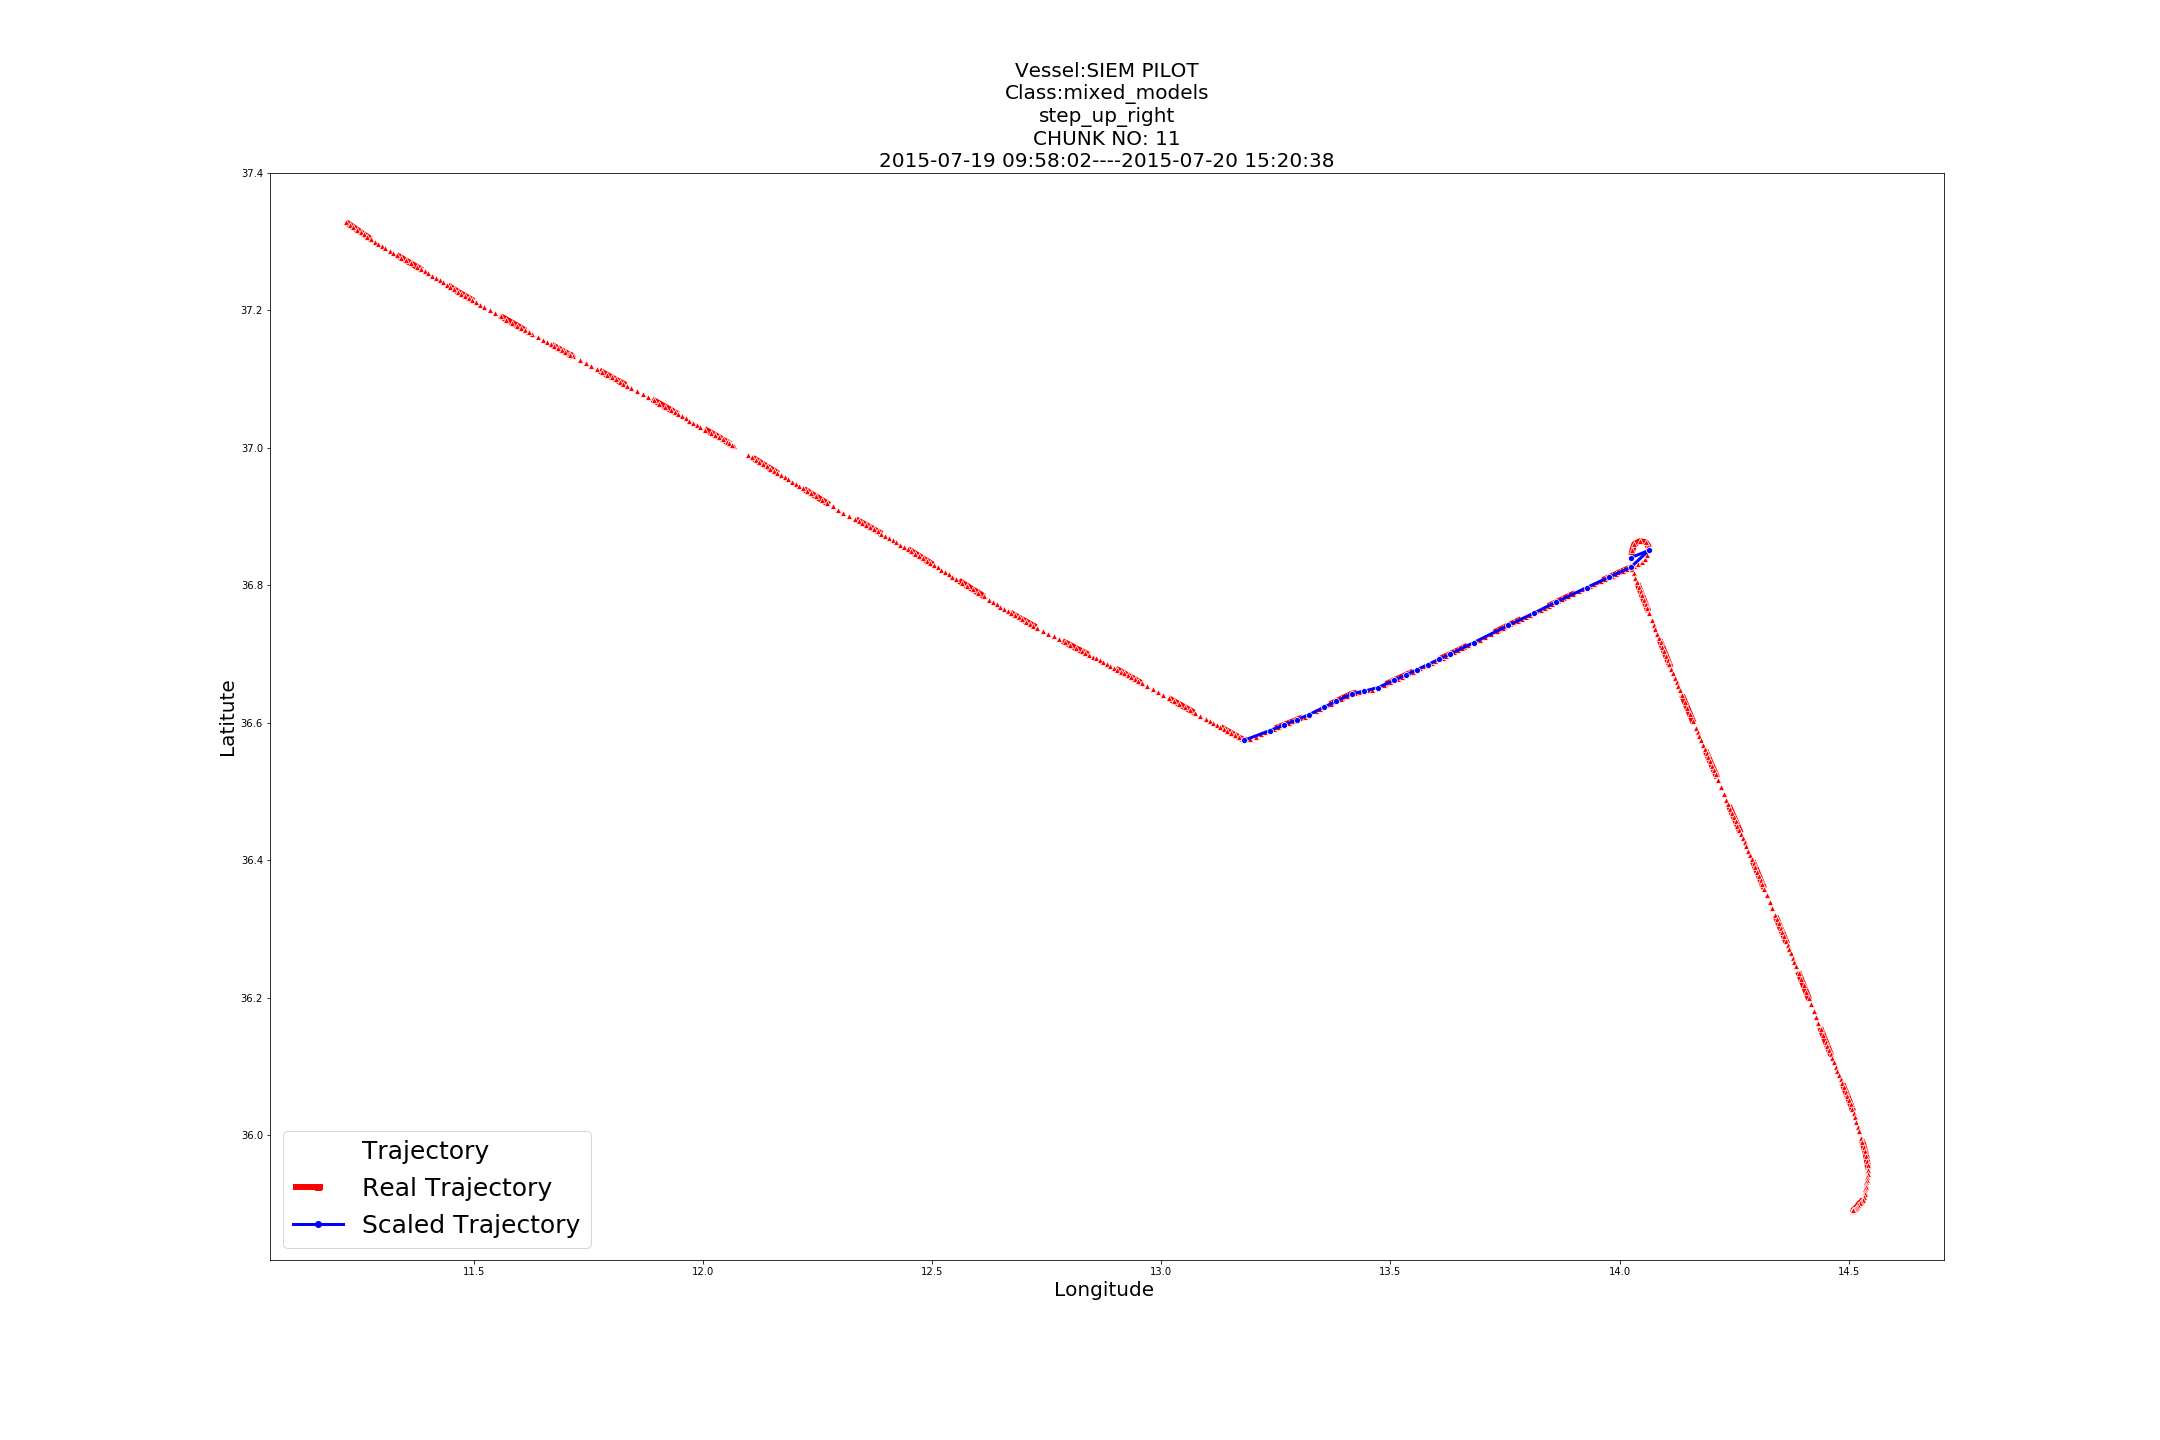 Vessel:SIEM PILOT
Class:mixed_models
step_up_right
CHUNK NO: 11
2015-07-19 09:58:02----2015-07-20 15:20:38
37.4
37.2
37.0
36.8
36.6
36.4
36.2
36.0
Latitute
Trajectory
Real Trajectory
Scaled Trajectory
11.5
12.0
12.5
13.0
13.5
14.0
14.5
Longitude